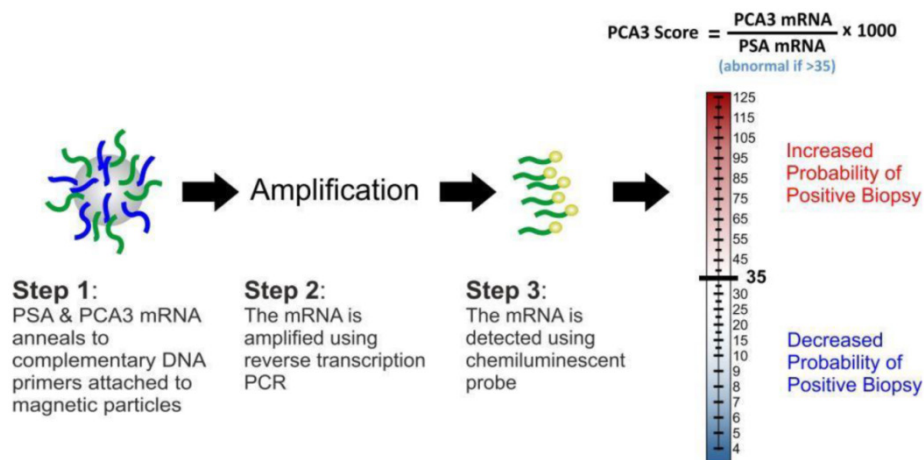 PCA3 Score = PCA3 mRNA / PSA mRNA x 1000
(abnormal if >35)
Amplification
Step 1:
PSA & PCA3 mRNA
anneals to
complementary DNA
primers attached to
magnetic particles
Step 2:
The mRNA is
amplified using
reverse transcription
PCR
Step 3:
The mRNA is
detected using
chemiluminescent
probe
125
115
105
95
85
75
65
55
45
35
30
25
20
15
10
9
8
7
6
5
4
Increased
Probability of
Positive Biopsy
Decreased
Probability of
Positive Biopsy